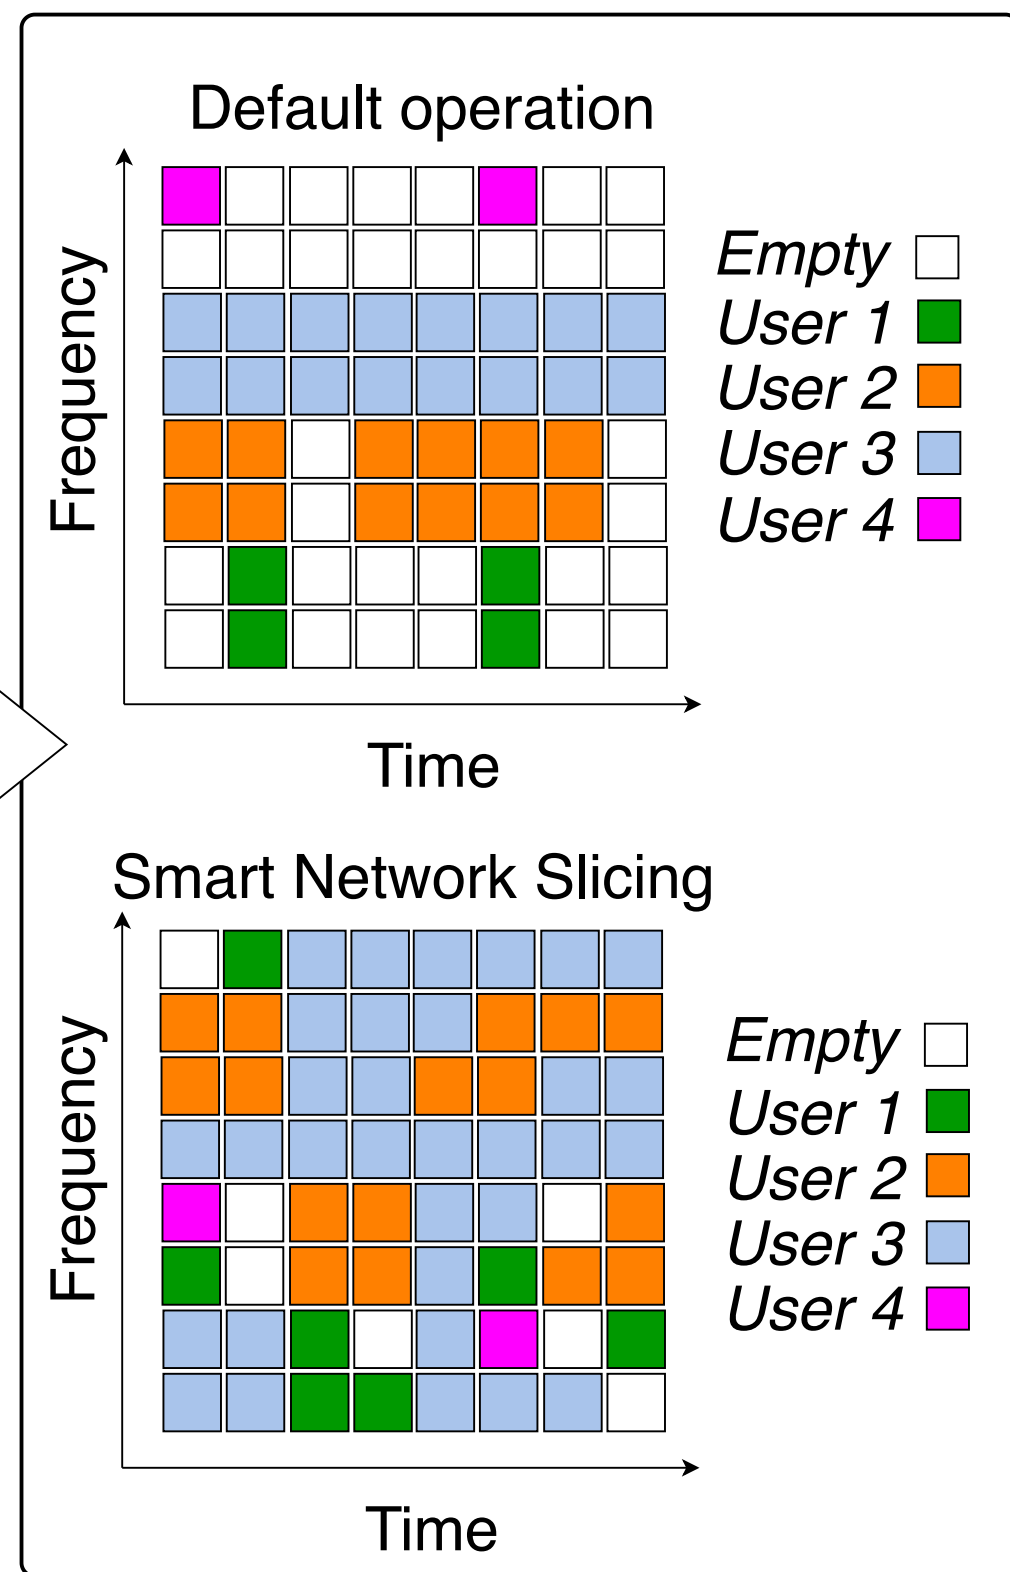 Default operation
Frequency
Time
Empty
User 1
User 2
User 3
User 4
Smart Network Slicing
Frequency
Time
Empty
User 1
User 2
User 3
User 4